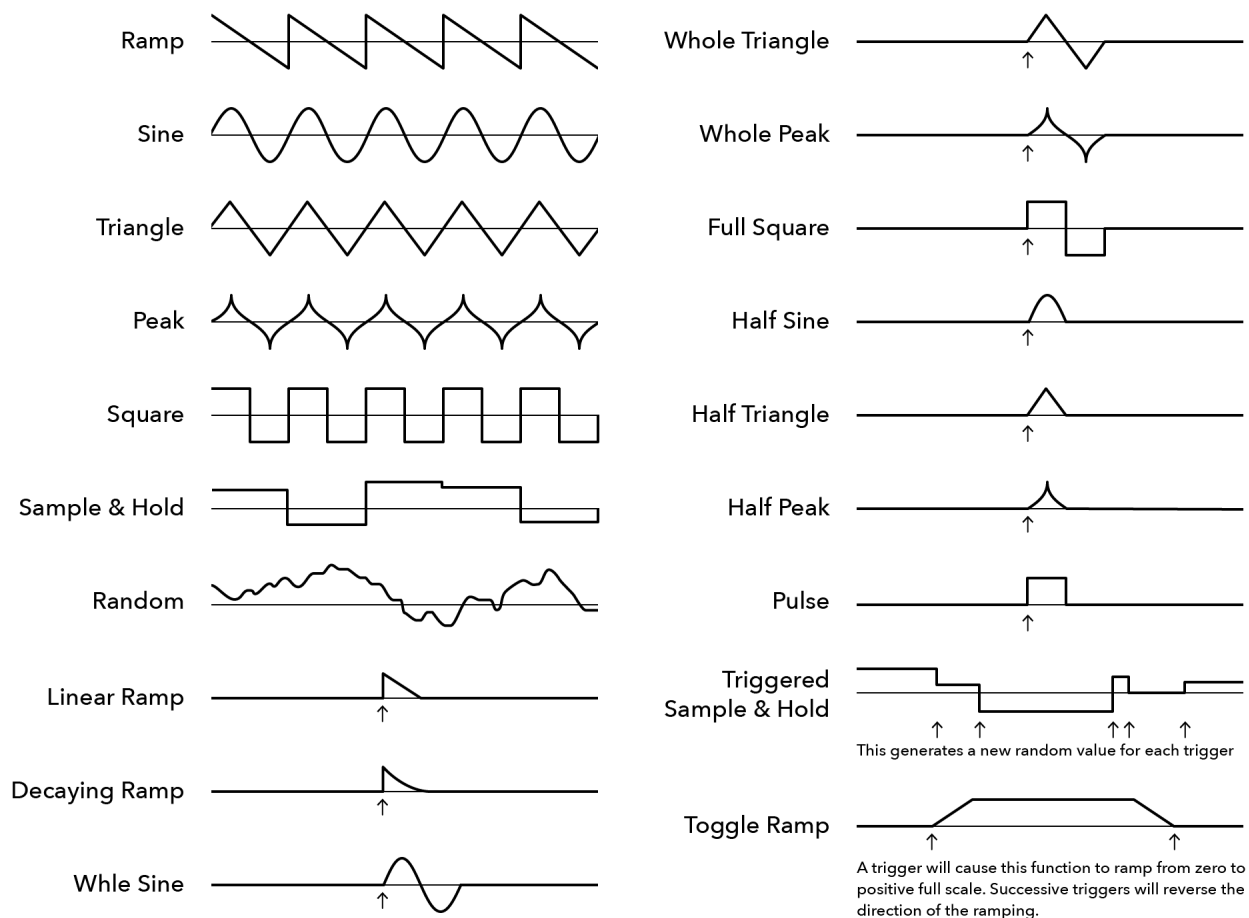 Ramp
Sine
Triangle
Peak
Square
Sample & Hold
Random
Linear Ramp
Decaying Ramp
Whle Sine
Whole Triangle
Whole Peak
Full Square
Half Sine
Half Triangle
Half Peak
Pulse
Triggered
Sample & Hold
This generates a new random value for each trigger
Toggle Ramp
A trigger will cause this function to ramp from zero to
positive full scale. Successive triggers will reverse the
direction of the ramping.